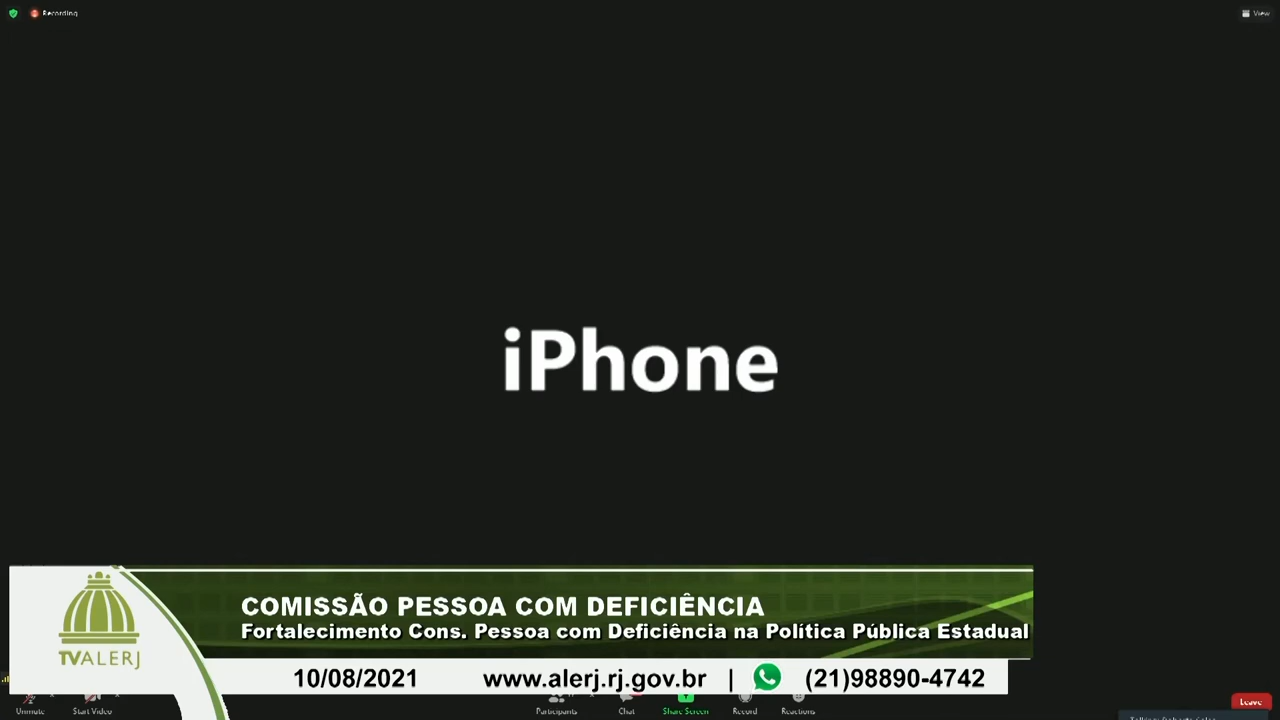 Recording
View
iPhone
COMISSÃO PESSOA COM DEFICIÊNCIA
Fortalecimento Cons. Pessoa com Deficiência na Política Pública Estadual
TVALERJ
10/08/2021 www.alerj.rj.gov.br | (21)98890-4742
Unmute Start Video Participants Chat Share Screen Record Reactions Leave